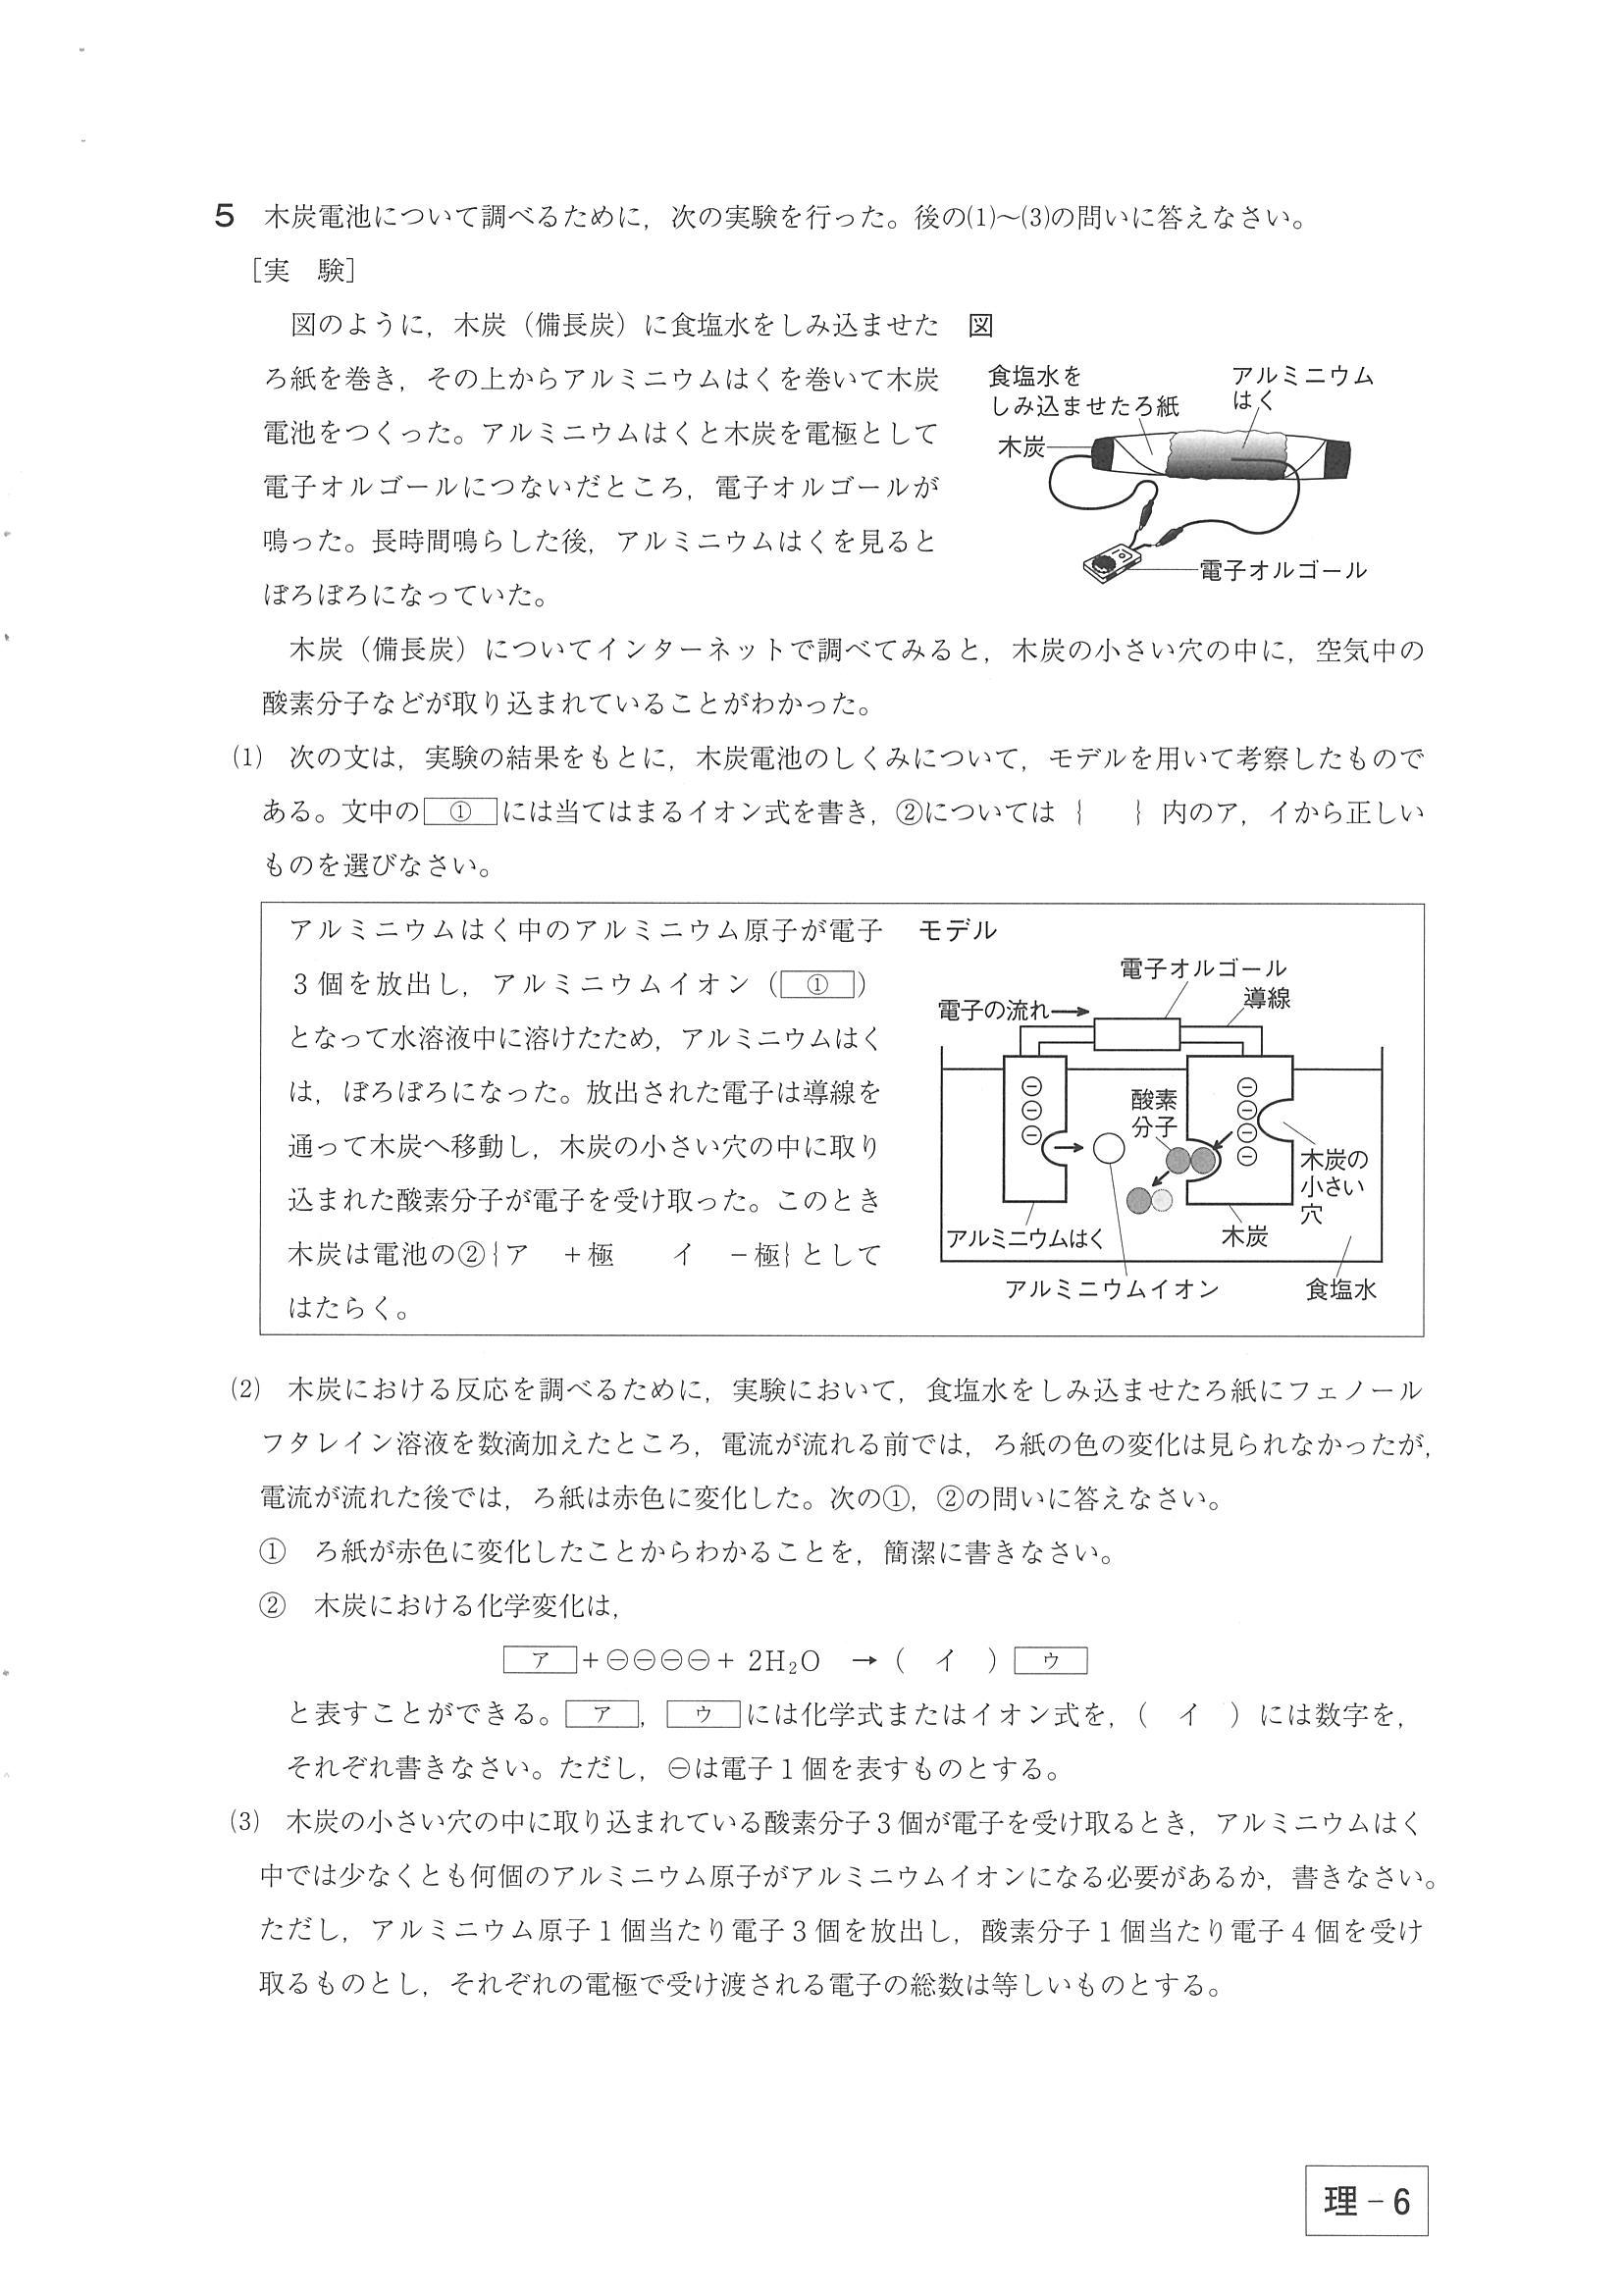 5 木炭電池について調べるために，次の実験を行った。後の⑴～⑶の問いに答えなさい。
［実　験］
図のように，木炭（備長炭）に食塩水をしみ込ませた
ろ紙を巻き，その上からアルミニウムはくを巻いて木炭
電池をつくった。アルミニウムはくと木炭を電極として
電子オルゴールにつないだところ，電子オルゴールが
鳴った。長時間鳴らした後，アルミニウムはくを見ると
ぼろぼろになっていた。
図
食塩水を
しみ込ませたろ紙
アルミニウム
はく
木炭
電子オルゴール
木炭（備長炭）についてインターネットで調べてみると，木炭の小さい穴の中に，空気中の
酸素分子などが取り込まれていることがわかった。
⑴　次の文は，実験の結果をもとに，木炭電池のしくみについて，モデルを用いて考察したもので
ある。文中の ① には当てはまるイオン式を書き，②については｛　｝内のア，イから正しい
ものを選びなさい。
アルミニウムはく中のアルミニウム原子が電子
３個を放出し，アルミニウムイオン（ ① ）
となって水溶液中に溶けたため，アルミニウムはく
は，ぼろぼろになった。放出された電子は導線を
通って木炭へ移動し，木炭の小さい穴の中に取り
込まれた酸素分子が電子を受け取った。このとき
木炭は電池の②｛ア　＋極　　イ　－極｝として
はたらく。
モデル
電子オルゴール
電子の流れ→
導線
⊖ ⊖
⊖ ⊖
⊖ ⊖
⊖
酸素
分子
木炭の
小さい
穴
アルミニウムはく
木炭
アルミニウムイオン
食塩水
⑵　木炭における反応を調べるために，実験において，食塩水をしみ込ませたろ紙にフェノール
フタレイン溶液を数滴加えたところ，電流が流れる前では，ろ紙の色の変化は見られなかったが，
電流が流れた後では，ろ紙は赤色に変化した。次の①，②の問いに答えなさい。
①　ろ紙が赤色に変化したことからわかることを，簡潔に書きなさい。
②　木炭における化学変化は，
ア ＋⊖⊖⊖⊖＋ 2H₂O　→（　イ　） ウ
と表すことができる。 ア ， ウ には化学式またはイオン式を，（　イ　）には数字を，
それぞれ書きなさい。ただし，⊖は電子１個を表すものとする。
⑶　木炭の小さい穴の中に取り込まれている酸素分子３個が電子を受け取るとき，アルミニウムはく
中では少なくとも何個のアルミニウム原子がアルミニウムイオンになる必要があるか，書きなさい。
ただし，アルミニウム原子１個当たり電子３個を放出し，酸素分子１個当たり電子４個を受け
取るものとし，それぞれの電極で受け渡される電子の総数は等しいものとする。
理－6